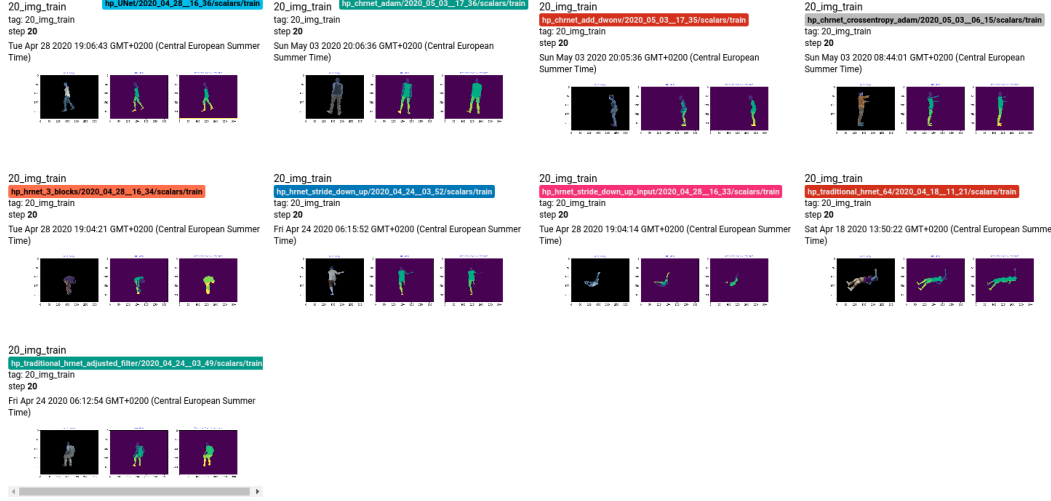 20_img_train hp_UNet/2020_04_28__16_36/scalars/train
tag: 20_img_train
step 20
Tue Apr 28 2020 19:06:43 GMT+0200 (Central European Summer
Time)
20_img_train hp_chrnet_adam/2020_05_03__17_36/scalars/train
tag: 20_img_train
step 20
Sun May 03 2020 20:06:36 GMT+0200 (Central European
Summer Time)
20_img_train
hp_chrnet_add_dwonv/2020_05_03__17_35/scalars/train
tag: 20_img_train
step 20
Sun May 03 2020 20:05:36 GMT+0200 (Central European
Summer Time)
20_img_train
hp_chrnet_crossentropy_adam/2020_05_03__06_15/scalars/train
tag: 20_img_train
step 20
Sun May 03 2020 08:44:01 GMT+0200 (Central European
Summer Time)
20_img_train
hp_hrnet_3_blocks/2020_04_28__16_34/scalars/train
tag: 20_img_train
step 20
Tue Apr 28 2020 19:04:21 GMT+0200 (Central European Summer
Time)
20_img_train
hp_hrnet_stride_down_up/2020_04_24__03_52/scalars/train
tag: 20_img_train
step 20
Fri Apr 24 2020 06:15:52 GMT+0200 (Central European Summer
Time)
20_img_train
hp_hrnet_stride_down_up_input/2020_04_28__16_33/scalars/train
tag: 20_img_train
step 20
Tue Apr 28 2020 19:04:14 GMT+0200 (Central European Summer
Time)
20_img_train
hp_traditional_hrnet_64/2020_04_18__11_21/scalars/train
tag: 20_img_train
step 20
Sat Apr 18 2020 13:50:22 GMT+0200 (Central European Summe
Time)
20_img_train
hp_traditional_hrnet_adjusted_filter/2020_04_24__03_49/scalars/train
tag: 20_img_train
step 20
Fri Apr 24 2020 06:12:54 GMT+0200 (Central European Summer
Time)